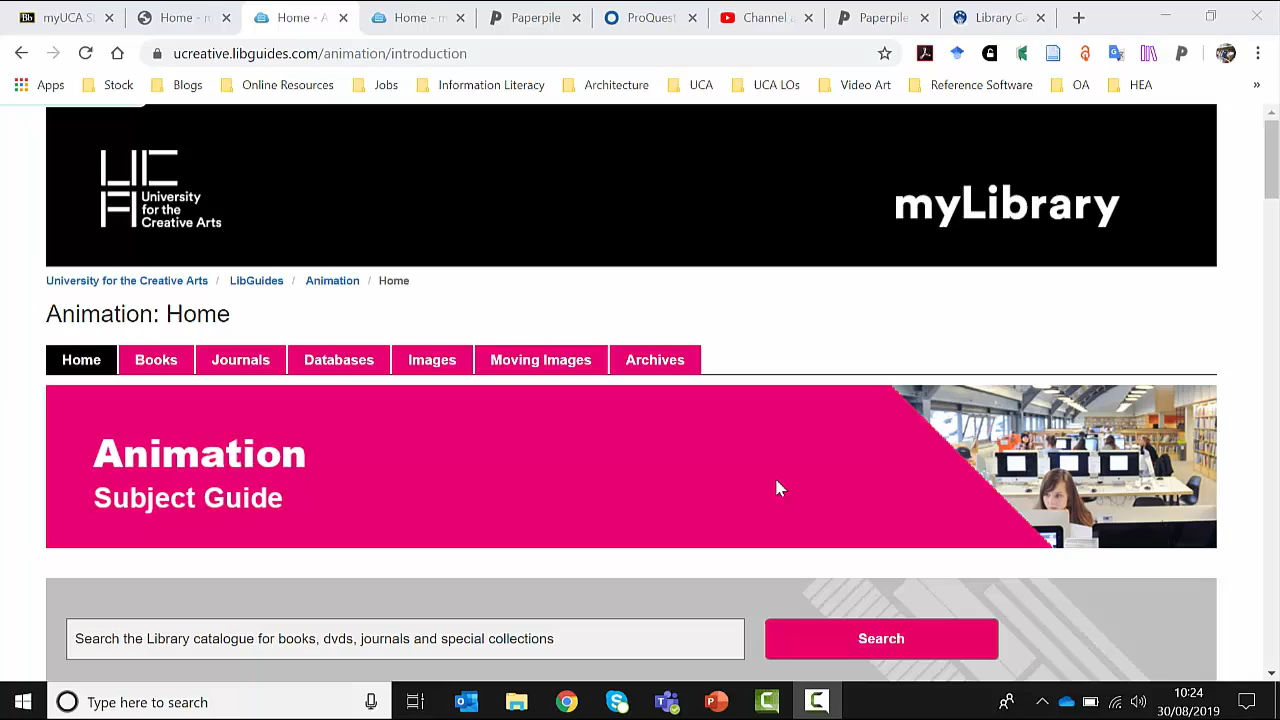 myUCA S
Home - m
Home - A
Home - m
Paperpile
ProQuest
Channel a
Paperpile
Library Ca
ucreative.libguides.com/animation/introduction
Apps
Stock
Blogs
Online Resources
Jobs
Information Literacy
Architecture
UCA
UCA LOs
Video Art
Reference Software
OA
HEA
»
UCA
University
for the
Creative Arts
myLibrary
University for the Creative Arts / LibGuides / Animation / Home
Animation: Home
Home
Books
Journals
Databases
Images
Moving Images
Archives
Animation
Subject Guide
Search the Library catalogue for books, dvds, journals and special collections
Search
Type here to search
10:24
30/08/2019